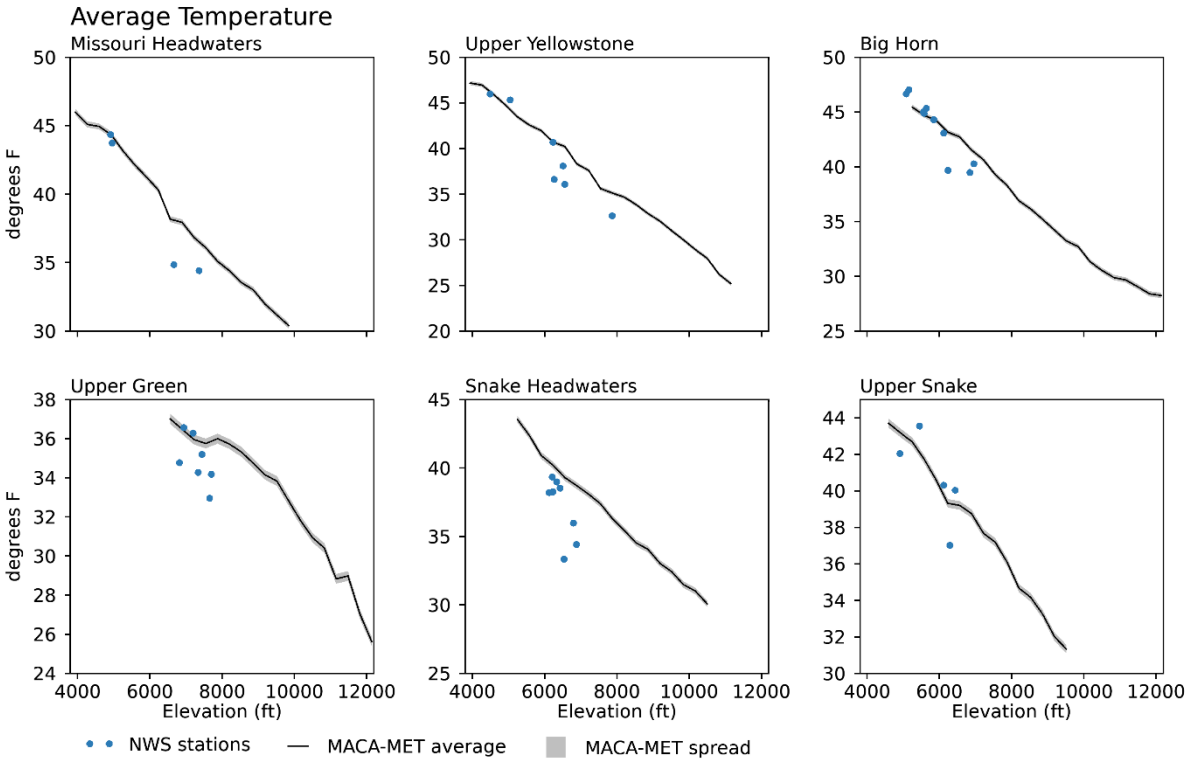 Average Temperature
Missouri Headwaters
Upper Yellowstone
Big Horn
50
45
40
35
30
degrees F
50
45
40
35
30
25
20
50
45
40
35
30
25
Upper Green
Snake Headwaters
Upper Snake
38
36
34
32
30
28
26
24
degrees F
4000 6000 8000 10000 12000
Elevation (ft)
45
40
35
30
25
4000 6000 8000 10000 12000
Elevation (ft)
44
42
40
38
36
34
32
30
4000 6000 8000 10000 12000
Elevation (ft)
NWS stations
MACA-MET average
MACA-MET spread